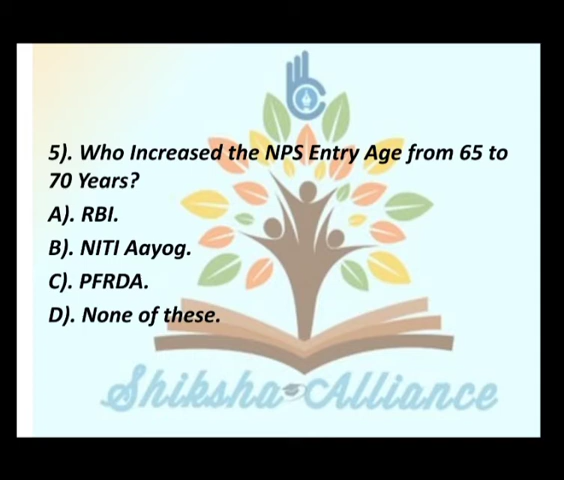 5). Who Increased the NPS Entry Age from 65 to
70 Years?
A). RBI.
B). NITI Aayog.
C). PFRDA.
D). None of these.
Shiksha Alliance